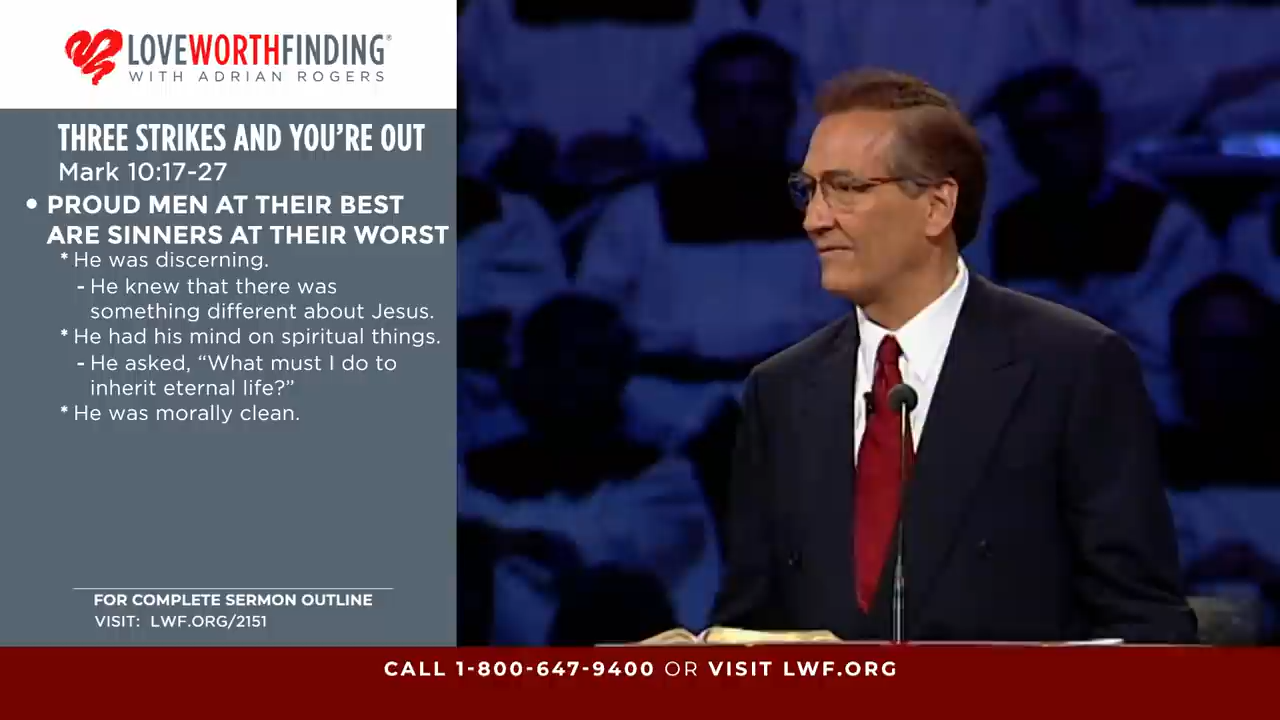 LOVEWORTHFINDING®
WITH ADRIAN ROGERS
THREE STRIKES AND YOU'RE OUT
Mark 10:17-27
• PROUD MEN AT THEIR BEST
ARE SINNERS AT THEIR WORST
* He was discerning.
- He knew that there was
something different about Jesus.
* He had his mind on spiritual things.
- He asked, “What must I do to
inherit eternal life?”
* He was morally clean.
FOR COMPLETE SERMON OUTLINE
VISIT: LWF.ORG/2151
CALL 1-800-647-9400 OR VISIT LWF.ORG